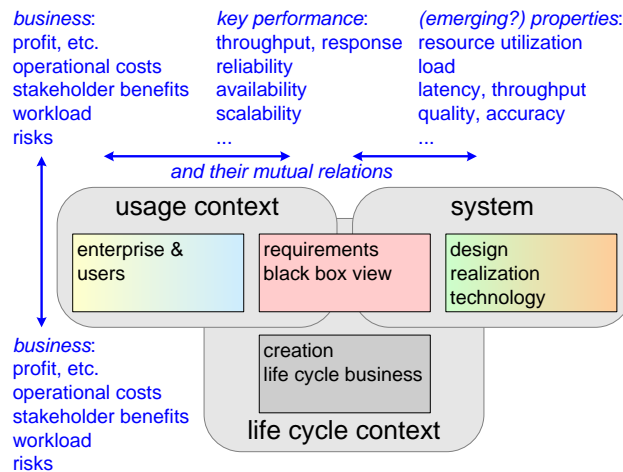 business:
profit, etc.
operational costs
stakeholder benefits
workload
risks
key performance:
throughput, response
reliability
availability
scalability
...
(emerging?) properties:
resource utilization
load
latency, throughput
quality, accuracy
...
and their mutual relations
usage context
system
enterprise &
users
requirements
black box view
design
realization
technology
business:
profit, etc.
operational costs
stakeholder benefits
workload
risks
creation
life cycle business
life cycle context